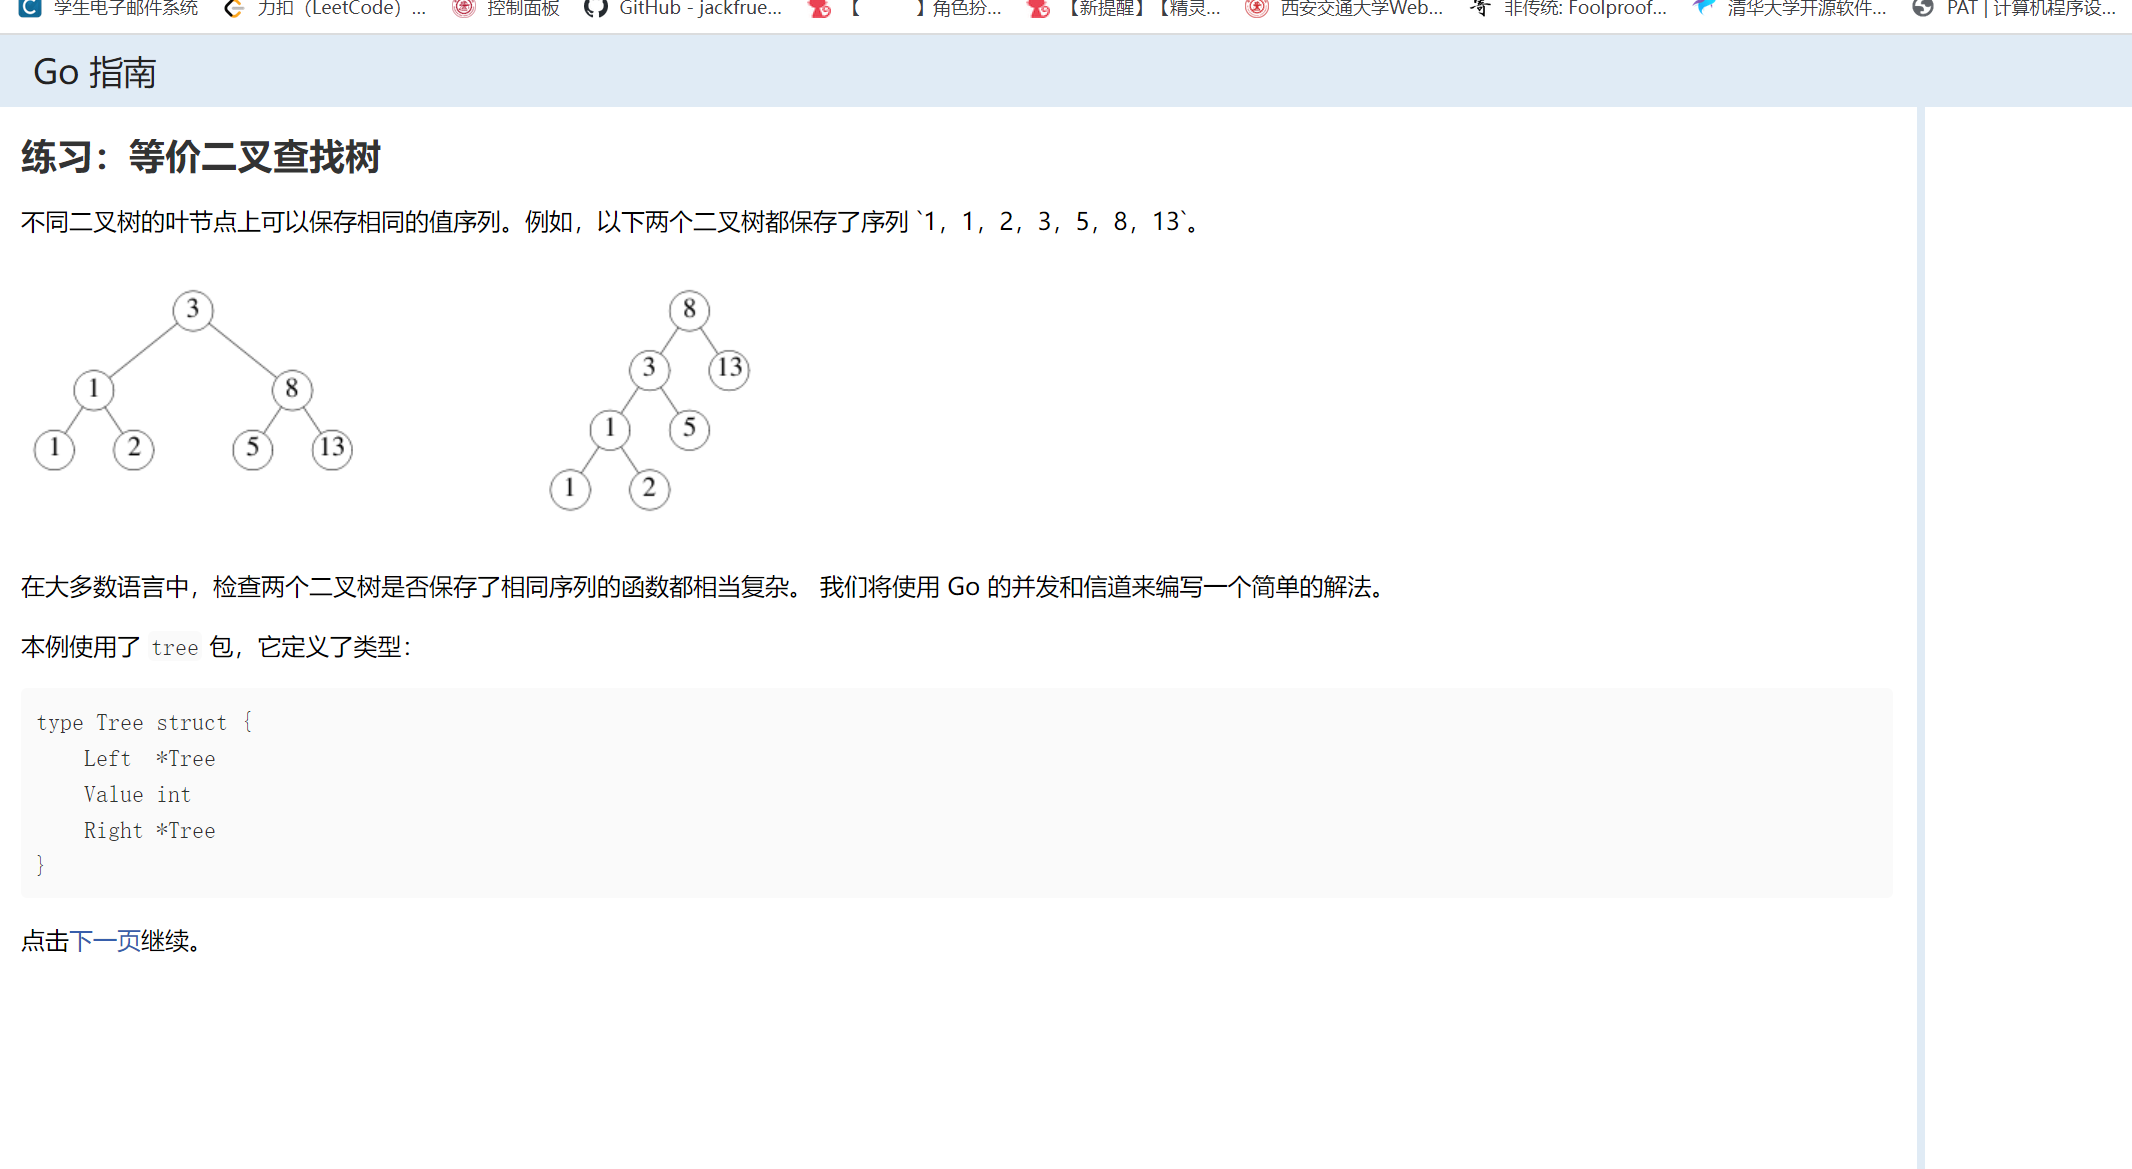 学生电子邮件系统 力扣（LeetCode）... 控制面板 GitHub - jackfrue... 【 】角色扮... 【新提醒】【精灵... 西安交通大学Web... 非传统: Foolproof... 清华大学开源软件... PAT | 计算机程序设...
Go 指南
练习：等价二叉查找树
不同二叉树的叶节点上可以保存相同的值序列。例如，以下两个二叉树都保存了序列 `1，1，2，3，5，8，13`。
3 8
3 13
1 8
1 5
1 2 5 13
1 2
在大多数语言中，检查两个二叉树是否保存了相同序列的函数都相当复杂。 我们将使用 Go 的并发和信道来编写一个简单的解法。
本例使用了 tree 包，它定义了类型：
type Tree struct {
    Left  *Tree
    Value int
    Right *Tree
}
点击下一页继续。